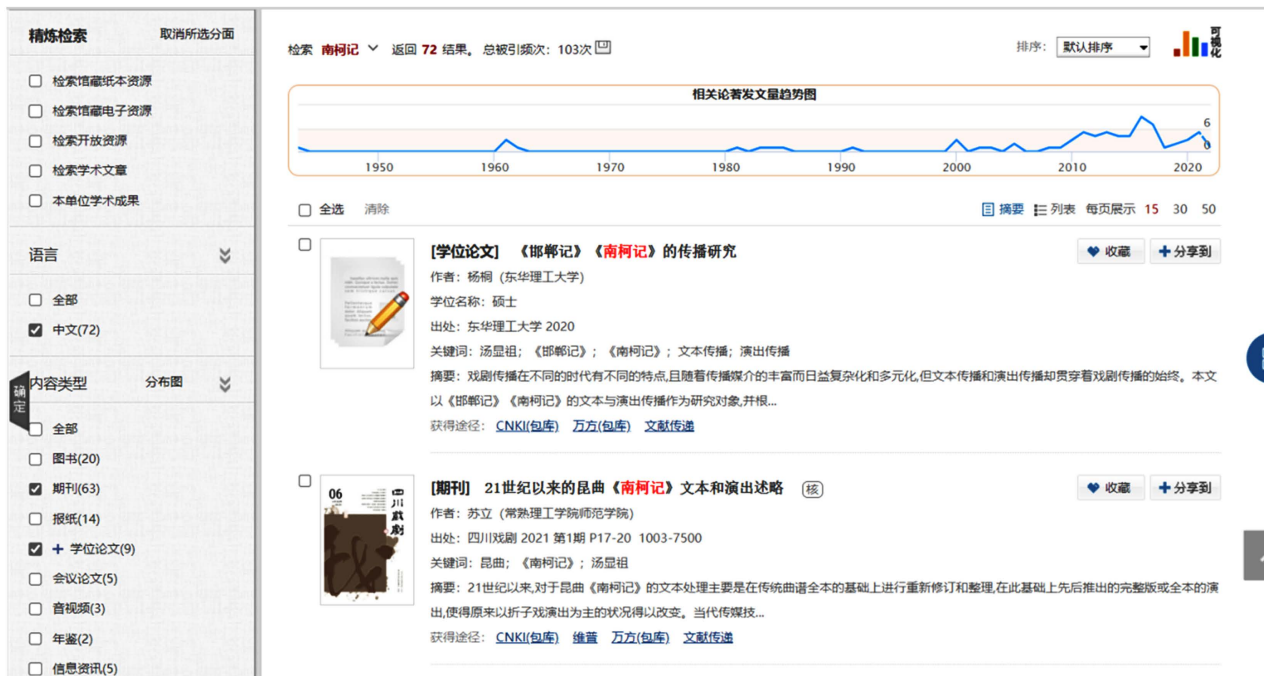 精炼检索 取消所选分面
检索馆藏纸本资源
检索馆藏电子资源
检索开放资源
检索学术文章
本单位学术成果
语言
全部
中文(72)
内容类型 分布图
确定
全部
图书(20)
期刊(63)
报纸(14)
+ 学位论文(9)
会议论文(5)
音视频(3)
年鉴(2)
信息资讯(5)
检索 南柯记 返回 72 结果。 总被引频次: 103次
排序: 默认排序
可视化
相关论著发文量趋势图
6
0
1950 1960 1970 1980 1990 2000 2010 2020
全选 清除
摘要 列表 每页展示 15 30 50
[学位论文] 《邯郸记》《南柯记》的传播研究
收藏 分享到
作者: 杨桐 (东华理工大学)
学位名称: 硕士
出处: 东华理工大学 2020
关键词: 汤显祖; 《邯郸记》; 《南柯记》; 文本传播; 演出传播
摘要: 戏剧传播在不同的时代有不同的特点,且随着传播媒介的丰富而日益复杂化和多元化,但文本传播和演出传播却贯穿着戏剧传播的始终。本文
以《邯郸记》《南柯记》的文本与演出传播作为研究对象,并根...
获得途径: CNKI(包库) 万方(包库) 文献传递
06
四川戏剧
[期刊] 21世纪以来的昆曲《南柯记》文本和演出述略 核
收藏 分享到
作者: 苏立 (常熟理工学院师范学院)
出处: 四川戏剧 2021 第1期 P17-20 1003-7500
关键词: 昆曲; 《南柯记》; 汤显祖
摘要: 21世纪以来,对于昆曲《南柯记》的文本处理主要是在传统曲谱全本的基础上进行重新修订和整理,在此基础上先后推出的完整版或全本的演
出,使得原来以折子戏演出为主的状况得以改变。当代传媒技...
获得途径: CNKI(包库) 维普 万方(包库) 文献传递